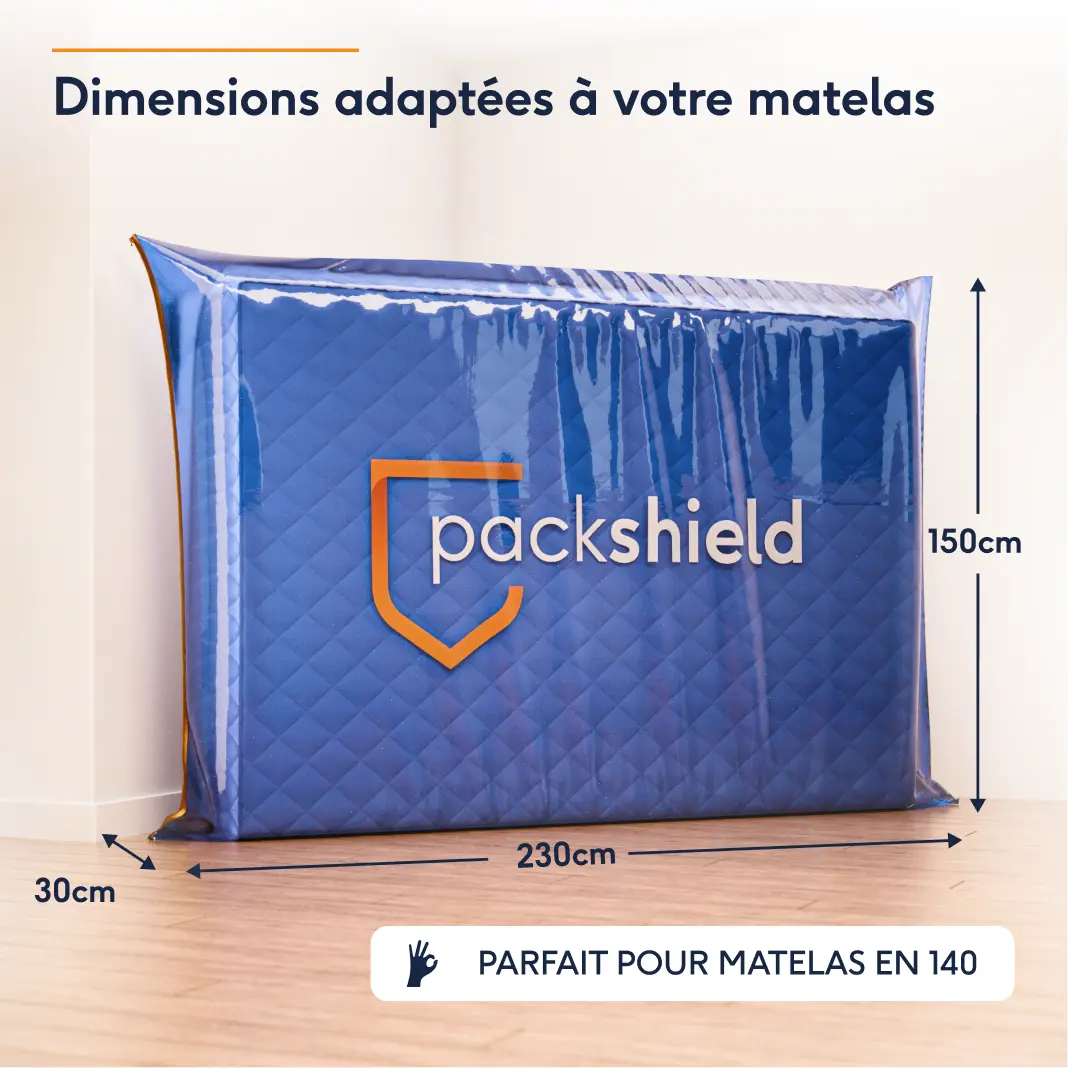 Dimensions adaptées à votre matelas
packshield
150cm
230cm
30cm
PARFAIT POUR MATELAS EN 140